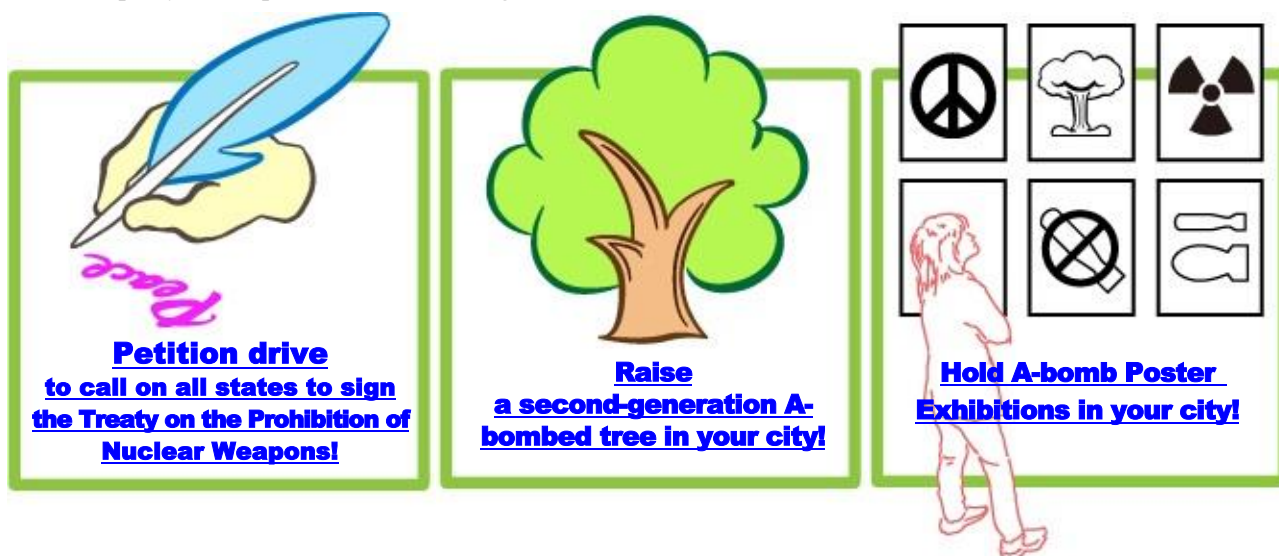 Peace
Petition drive
to call on all states to sign
the Treaty on the Prohibition of
Nuclear Weapons!
Raise
a second-generation A-
bombed tree in your city!
Hold A-bomb Poster
Exhibitions in your city!